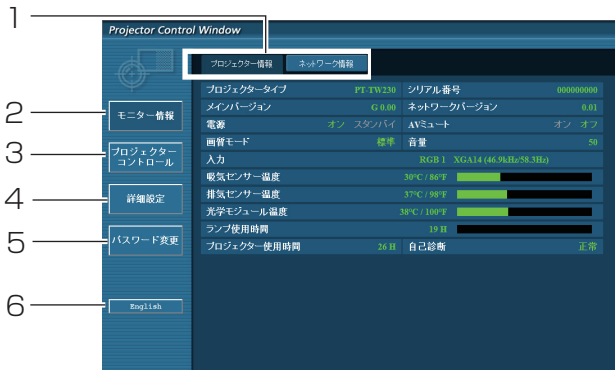 Projector Control Window
1
プロジェクター情報 ネットワーク情報
プロジェクタータイプ PT-TW230 シリアル番号 000000000
メインバージョン G 0.00 ネットワークバージョン 0.01
電源 オン スタンバイ AVミュート オン オフ
画質モード 標準 音量 50
入力 RGB 1 XGA14 (46.9kHz/58.3Hz)
吸気センサー温度 30°C / 86°F
排気センサー温度 37°C / 98°F
光学モジュール温度 38°C / 100°F
ランプ使用時間 19 H
プロジェクター使用時間 26 H 自己診断 正常
2 モニター情報
3 プロジェクター
コントロール
4 詳細設定
5 パスワード変更
6 English